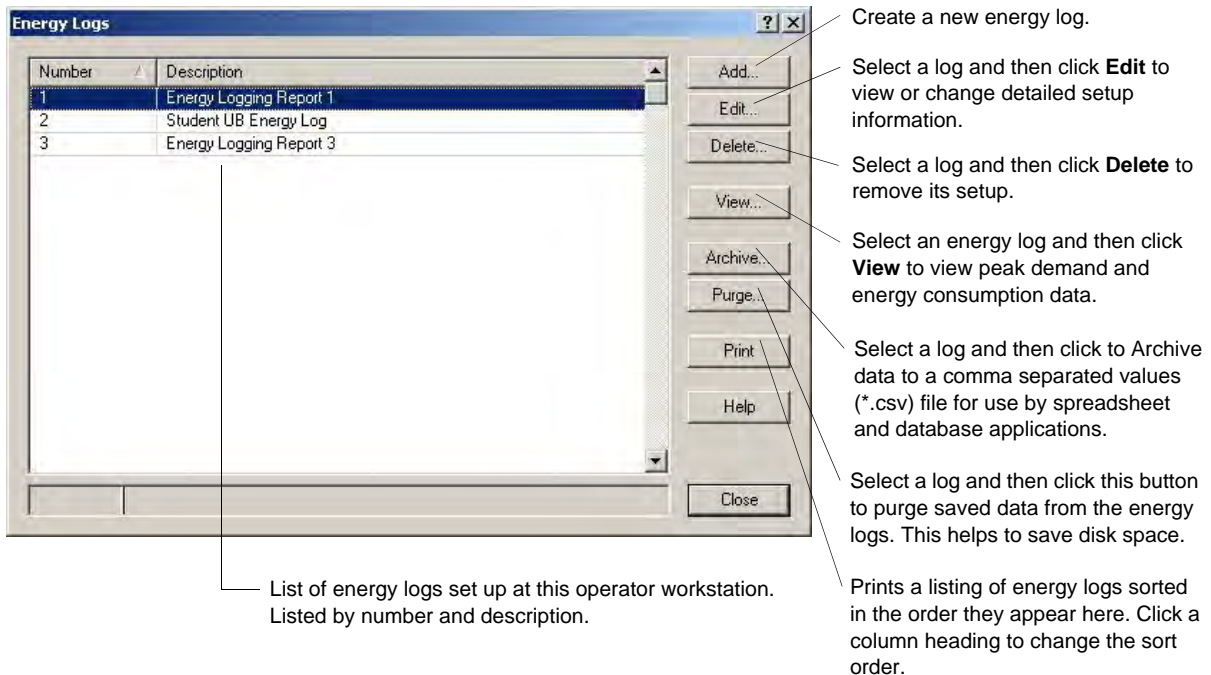 Energy Logs
? ×
Number
Description
1
Energy Logging Report 1
2
Student UB Energy Log
3
Energy Logging Report 3
Add...
Edit...
Delete...
View...
Archive...
Purge...
Print
Help
Close
Create a new energy log.
Select a log and then click Edit to
view or change detailed setup
information.
Select a log and then click Delete to
remove its setup.
Select an energy log and then click
View to view peak demand and
energy consumption data.
Select a log and then click to Archive
data to a comma separated values
(*.csv) file for use by spreadsheet
and database applications.
Select a log and then click this button
to purge saved data from the energy
logs. This helps to save disk space.
Prints a listing of energy logs sorted
in the order they appear here. Click a
column heading to change the sort
order.
List of energy logs set up at this operator workstation.
Listed by number and description.